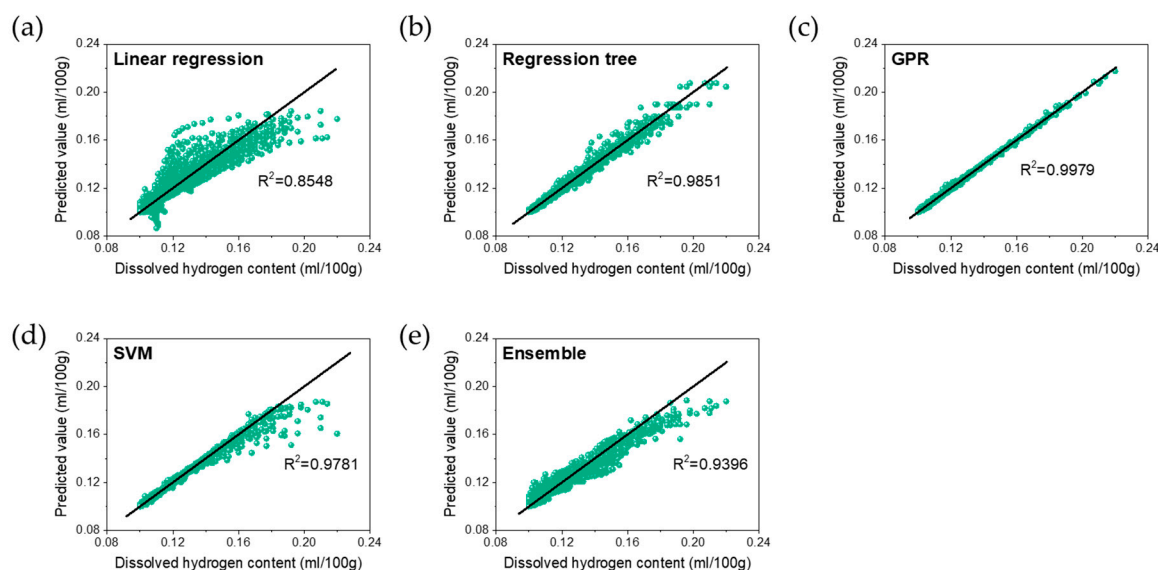 (a)
Linear regression
0.24
0.20
0.16
0.12
0.08
Predicted value (ml/100g)
R²=0.8548
0.08 0.12 0.16 0.20 0.24
Dissolved hydrogen content (ml/100g)
(b)
Regression tree
0.24
0.20
0.16
0.12
0.08
Predicted value (ml/100g)
R²=0.9851
0.08 0.12 0.16 0.20 0.24
Dissolved hydrogen content (ml/100g)
(c)
GPR
0.24
0.20
0.16
0.12
0.08
Predicted value (ml/100g)
R²=0.9979
0.08 0.12 0.16 0.20 0.24
Dissolved hydrogen content (ml/100g)
(d)
SVM
0.24
0.20
0.16
0.12
0.08
Predicted value (ml/100g)
R²=0.9781
0.08 0.12 0.16 0.20 0.24
Dissolved hydrogen content (ml/100g)
(e)
Ensemble
0.24
0.20
0.16
0.12
0.08
Predicted value (ml/100g)
R²=0.9396
0.08 0.12 0.16 0.20 0.24
Dissolved hydrogen content (ml/100g)